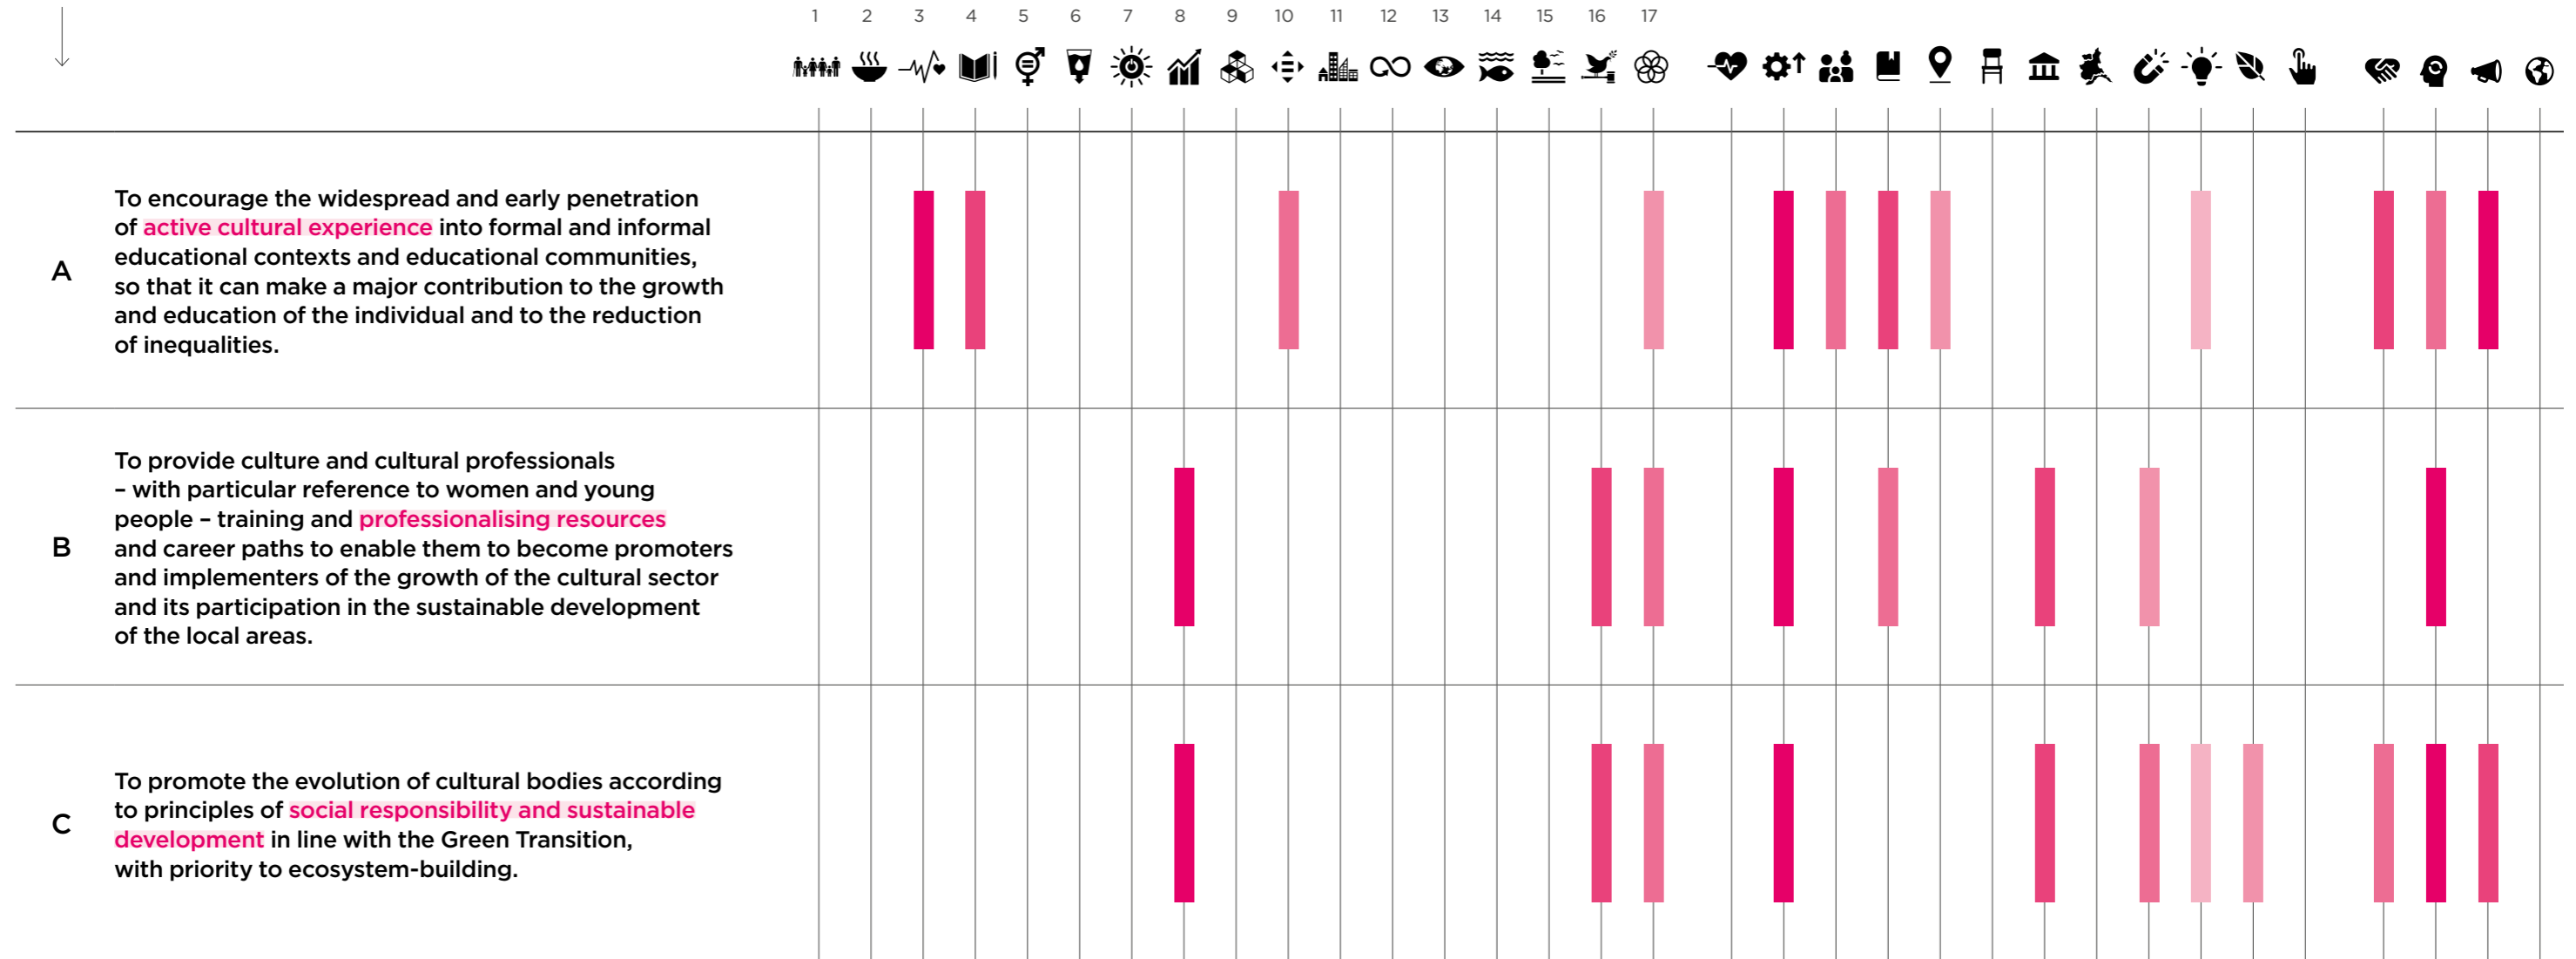 1 2 3 4 5 6 7 8 9 10 11 12 13 14 15 16 17
A
To encourage the widespread and early penetration
of active cultural experience into formal and informal
educational contexts and educational communities,
so that it can make a major contribution to the growth
and education of the individual and to the reduction
of inequalities.
B
To provide culture and cultural professionals
– with particular reference to women and young
people – training and professionalising resources
and career paths to enable them to become promoters
and implementers of the growth of the cultural sector
and its participation in the sustainable development
of the local areas.
C
To promote the evolution of cultural bodies according
to principles of social responsibility and sustainable
development in line with the Green Transition,
with priority to ecosystem-building.